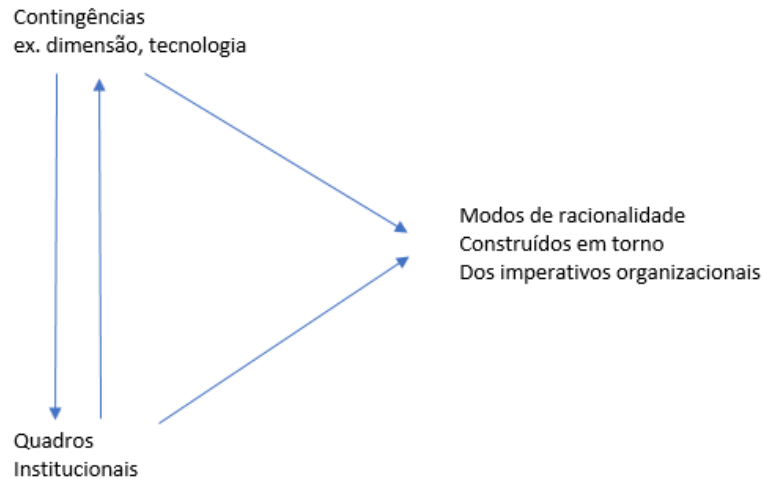 Contingências
ex. dimensão, tecnologia
Modos de racionalidade
Construídos em torno
Dos imperativos organizacionais
Quadros
Institucionais